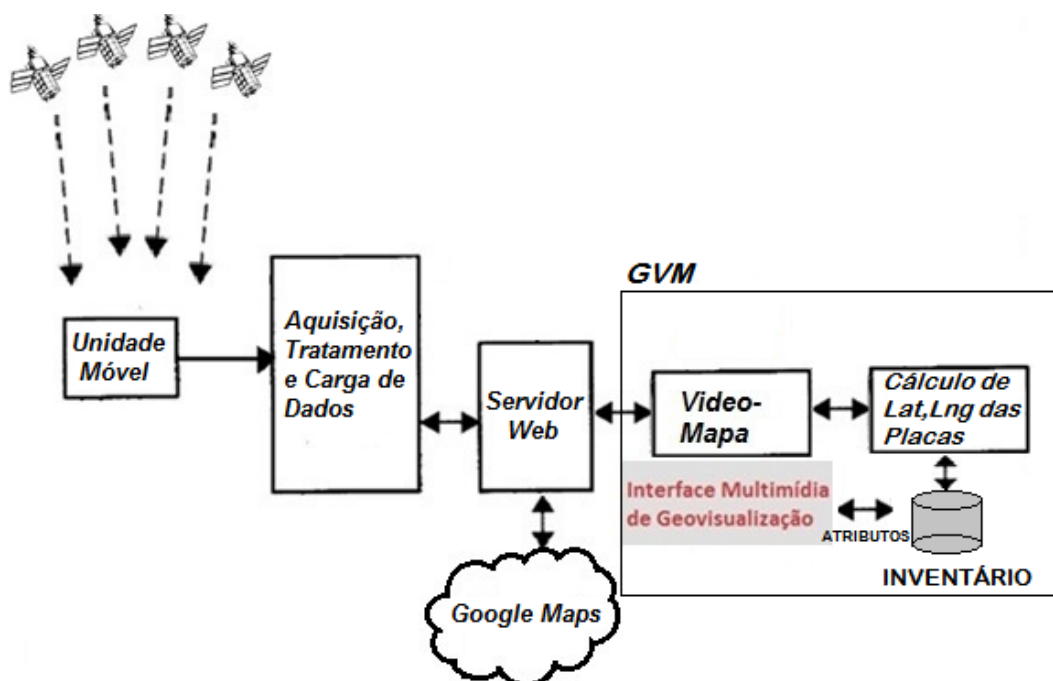 GVM
Unidade
Móvel
Aquisição,
Tratamento
e Carga de
Dados
Servidor
Web
Video-
Mapa
Cálculo de
Lat,Lng das
Placas
Interface Multimídia
de Geovisualização
ATRIBUTOS
INVENTÁRIO
Google Maps